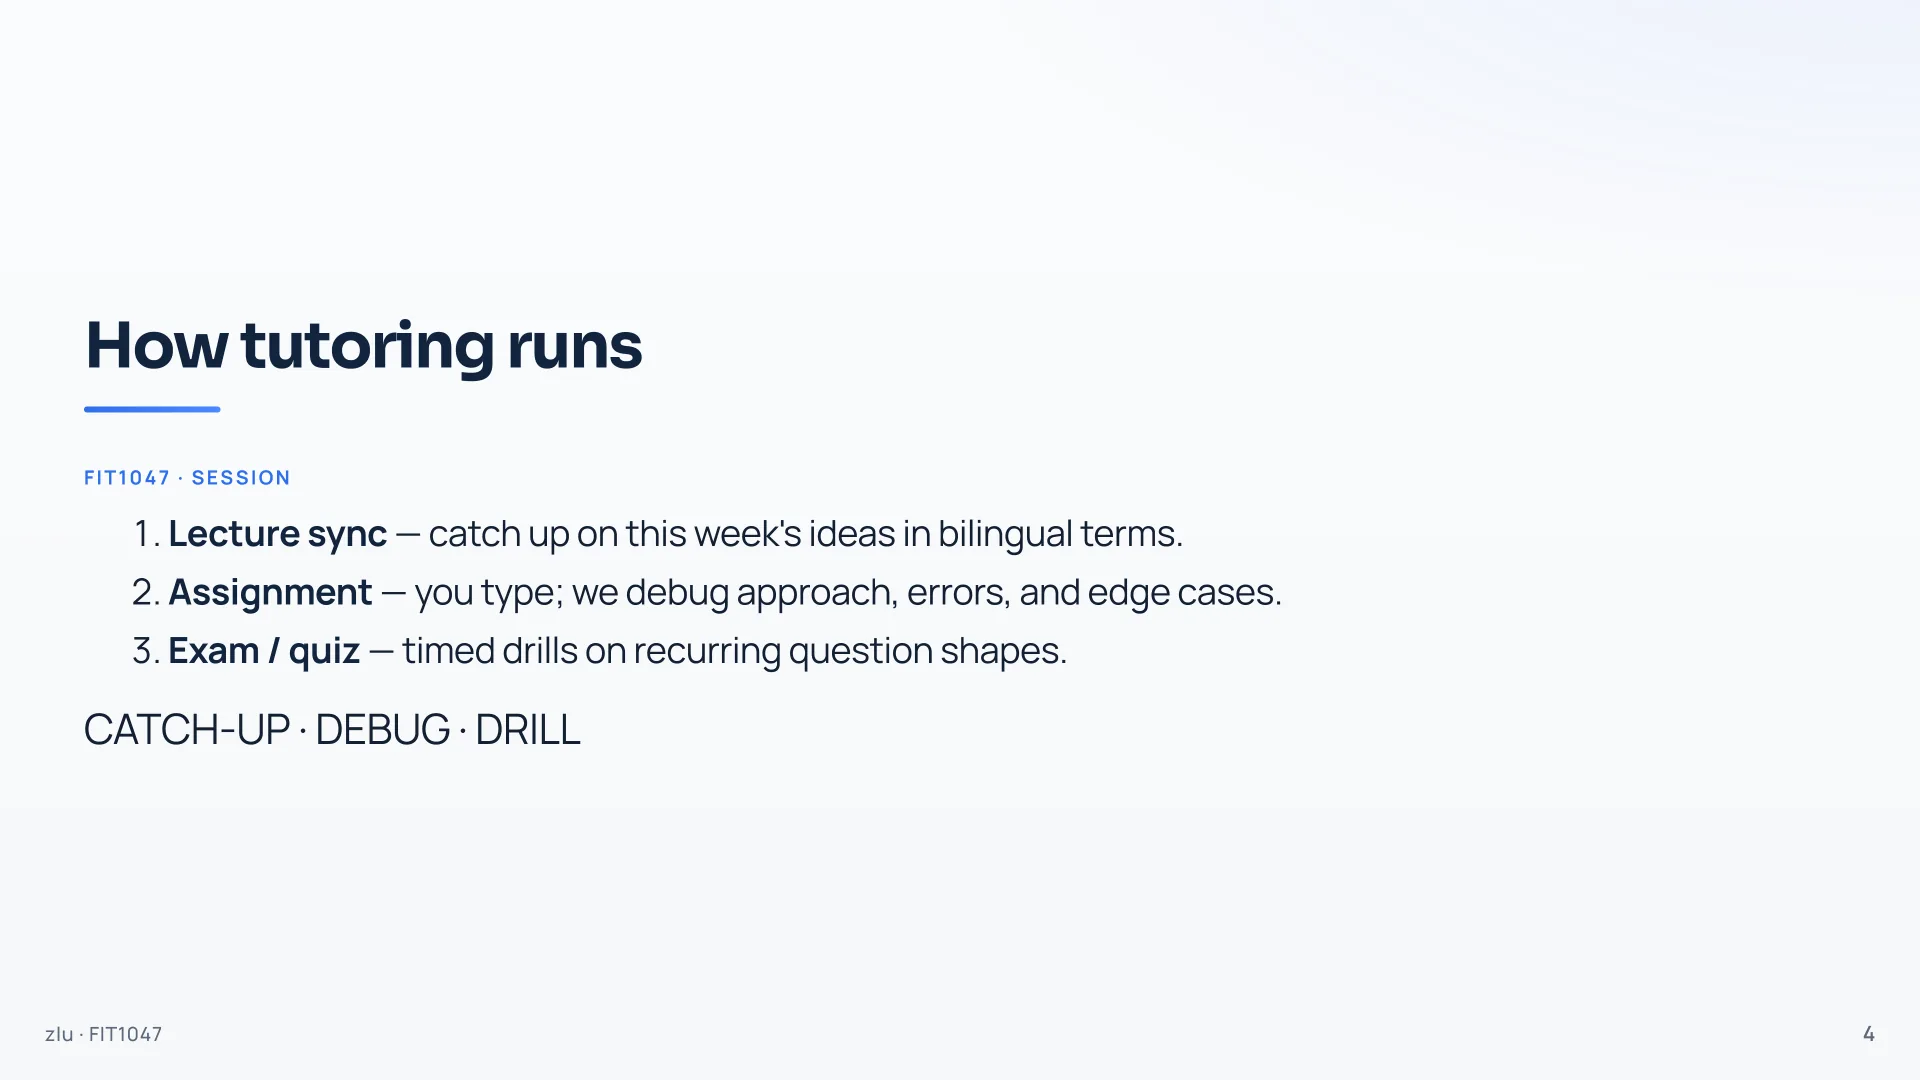 How tutoring runs
FIT1047 · SESSION
1. Lecture sync — catch up on this week's ideas in bilingual terms.
2. Assignment — you type; we debug approach, errors, and edge cases.
3. Exam / quiz — timed drills on recurring question shapes.
CATCH-UP · DEBUG · DRILL
zlu · FIT1047
4